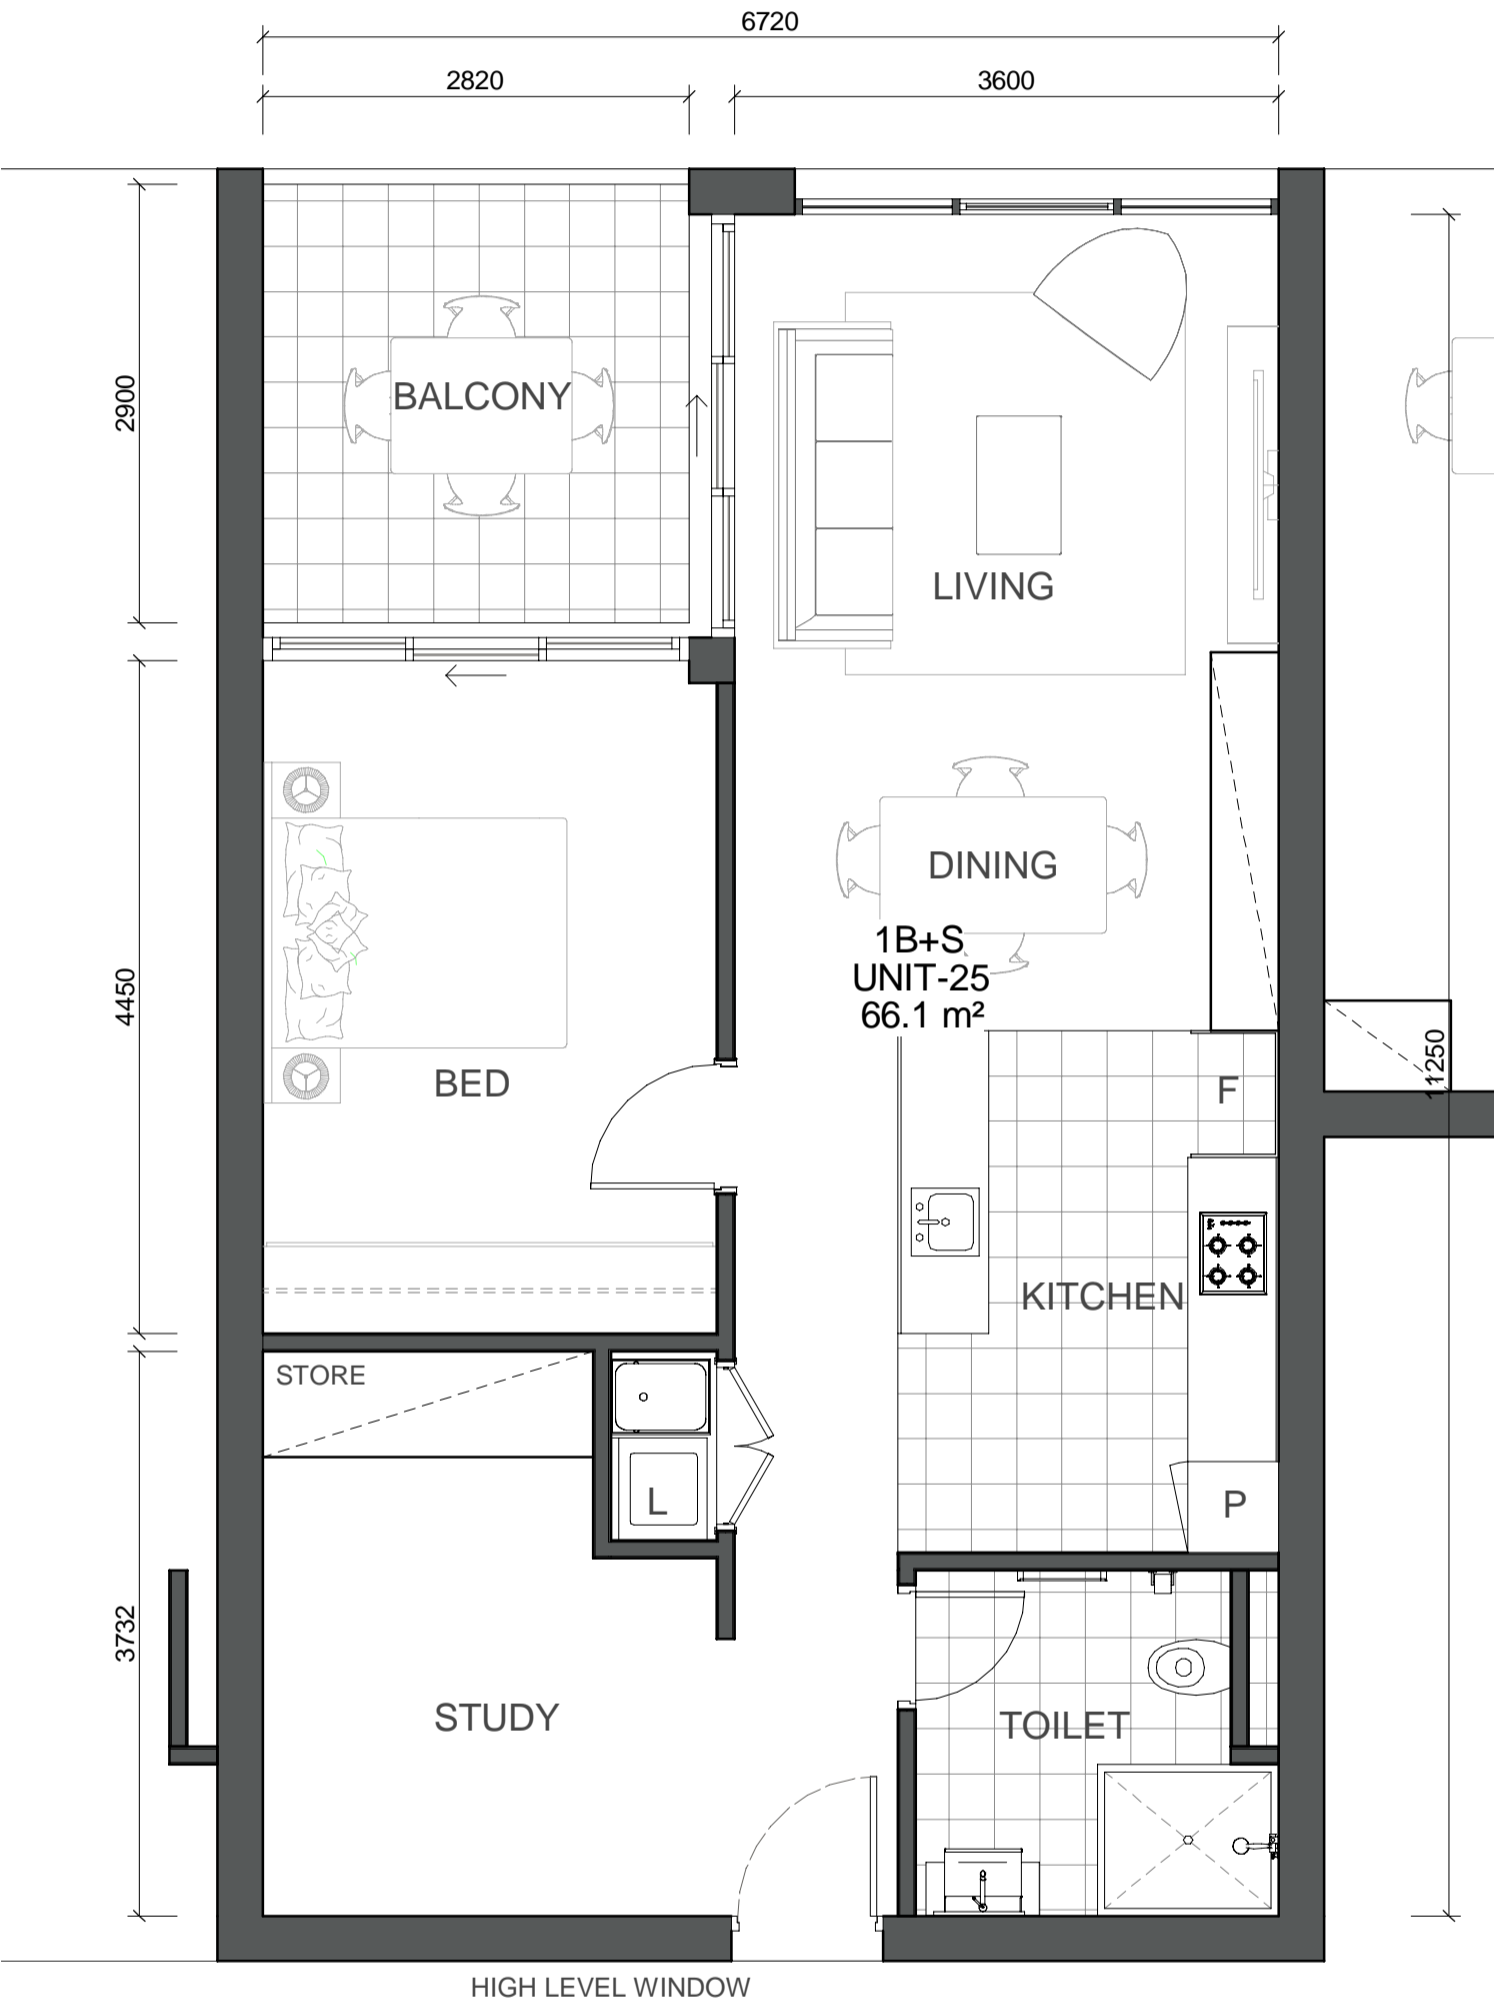 6720
2820
3600
2900
BALCONY
LIVING
DINING
1B+S
UNIT-25
66.1 m²
4450
BED
F
11250
KITCHEN
STORE
L
P
3732
STUDY
TOILET
HIGH LEVEL WINDOW